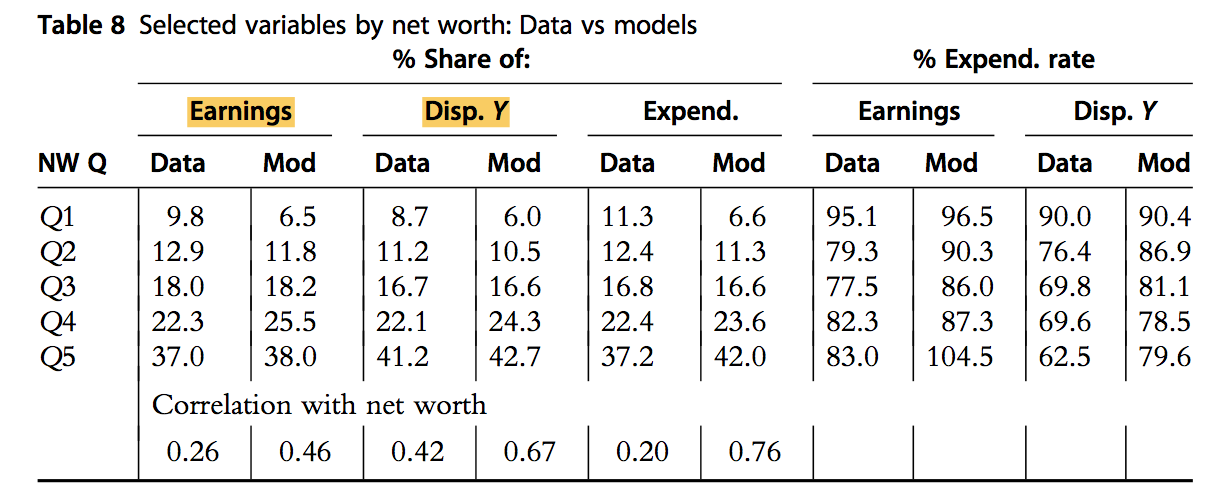 Table 8 Selected variables by net worth: Data vs models
% Share of: % Expend. rate
Earnings Disp. Y Expend. Earnings Disp. Y
NW Q Data Mod Data Mod Data Mod Data Mod Data Mod
Q1 9.8 6.5 8.7 6.0 11.3 6.6 95.1 96.5 90.0 90.4
Q2 12.9 11.8 11.2 10.5 12.4 11.3 79.3 90.3 76.4 86.9
Q3 18.0 18.2 16.7 16.6 16.8 16.6 77.5 86.0 69.8 81.1
Q4 22.3 25.5 22.1 24.3 22.4 23.6 82.3 87.3 69.6 78.5
Q5 37.0 38.0 41.2 42.7 37.2 42.0 83.0 104.5 62.5 79.6
Correlation with net worth
0.26 0.46 0.42 0.67 0.20 0.76